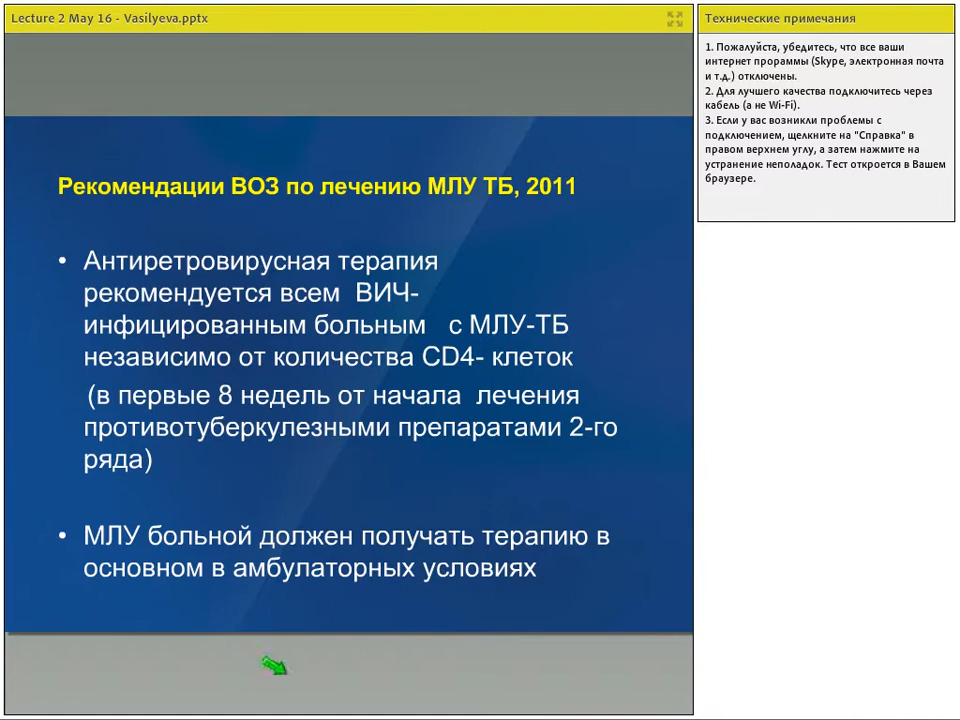 Lecture 2 May 16 - Vasilyeva.pptx
Рекомендации ВОЗ по лечению МЛУ ТБ, 2011
• Антиретровирусная терапия
рекомендуется всем ВИЧ-
инфицированным больным с МЛУ-ТБ
независимо от количества CD4- клеток
(в первые 8 недель от начала лечения
противотуберкулезными препаратами 2-го
ряда)
• МЛУ больной должен получать терапию в
основном в амбулаторных условиях
Технические примечания
1. Пожалуйста, убедитесь, что все ваши
интернет прораммы (Skype, электронная почта
и т.д.) отключены.
2. Для лучшего качества подключитесь через
кабель (а не Wi-Fi).
3. Если у вас возникли проблемы с
подключением, щелкните на "Справка" в
правом верхнем углу, а затем нажмите на
устранение неполадок. Тест откроется в Вашем
браузере.